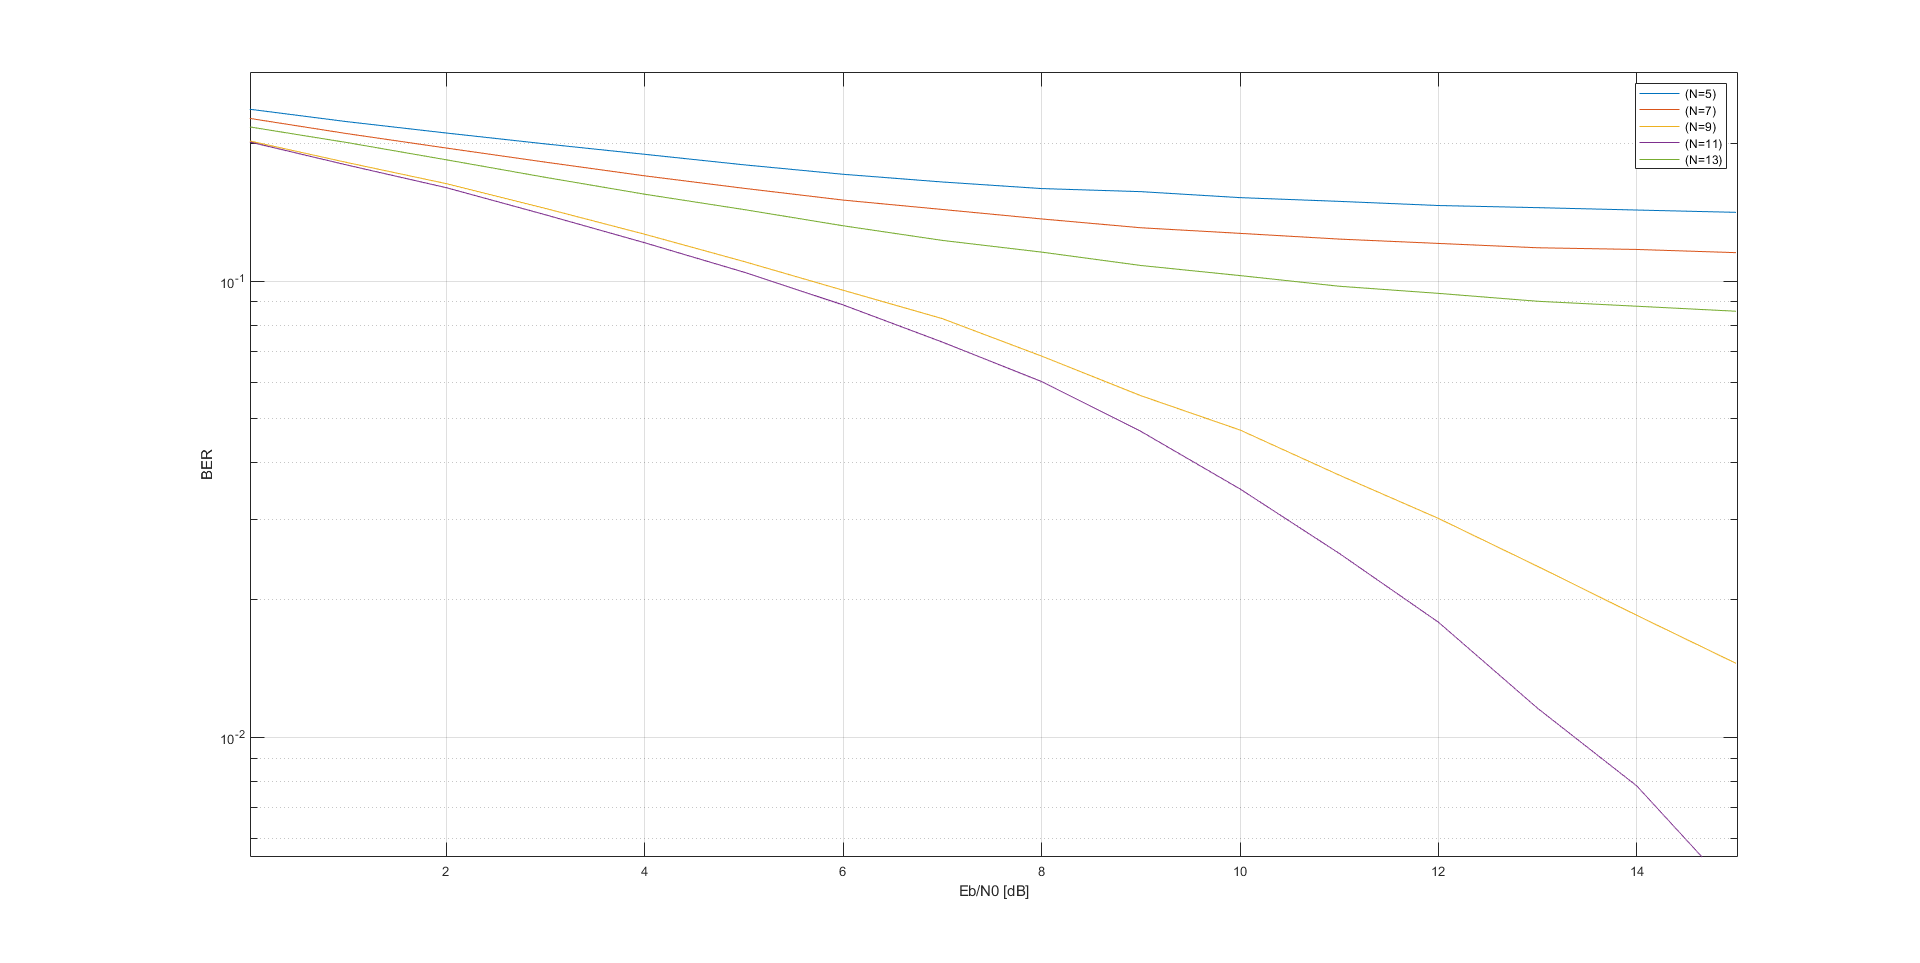 (N=5)
(N=7)
(N=9)
(N=11)
(N=13)
10-1
BER
10-2
2 4 6 8 10 12 14
Eb/N0 [dB]